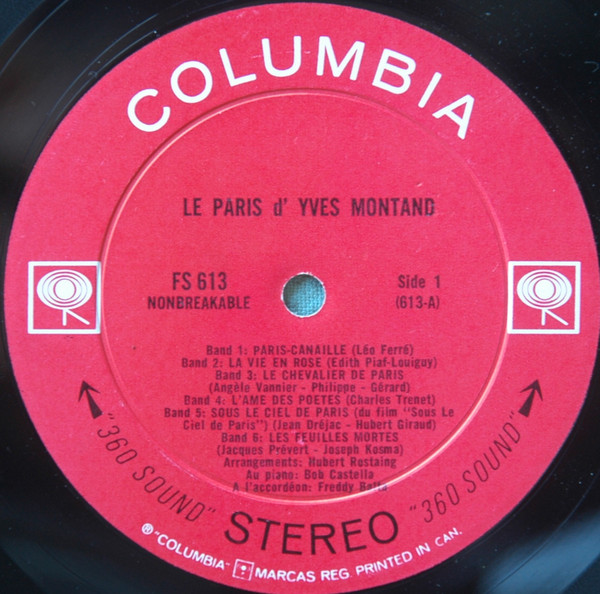 COLUMBIA
LE PARIS d' YVES MONTAND
FS 613
NONBREAKABLE
Side 1
(613-A)
Band 1: PARIS-CANAILLE (Léo Ferré)
Band 2: LA VIE EN ROSE (Edith Piaf-Louiguy)
Band 3: LE CHEVALIER DE PARIS
(Angèle Vannier - Philippe - Gérard)
Band 4: L'AME DES POETES (Charles Trenet)
Band 5: SOUS LE CIEL DE PARIS (du film "Sous Le
Ciel de Paris") (Jean Dréjac - Hubert Giraud)
Band 6: LES FEUILLES MORTES
(Jacques Prévert - Joseph Kosma)
Arrangements: Hubert Rostaing
Au piano: Bob Castella
A l'accordéon: Freddy Balta
"360 SOUND" STEREO "360 SOUND"
® "COLUMBIA" MARCAS REG. PRINTED IN CAN.